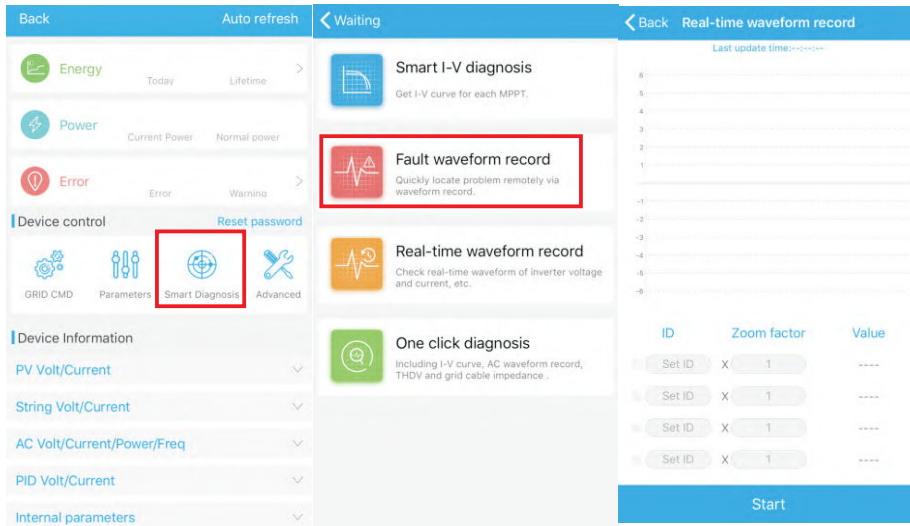 Back Auto refresh
Energy
Today Lifetime
Power
Current Power Normal power
Error
Error Warning
Device control Reset password
GRID CMD Parameters Smart Diagnosis Advanced
Device Information
PV Volt/Current
String Volt/Current
AC Volt/Current/Power/Freq
PID Volt/Current
Internal parameters
Waiting
Smart I-V diagnosis
Get I-V curve for each MPPT.
Fault waveform record
Quickly locate problem remotely via
waveform record.
Real-time waveform record
Check real-time waveform of inverter voltage
and current, etc.
One click diagnosis
Including I-V curve, AC waveform record,
THDV and grid cable impedance .
Back Real-time waveform record
Last update time:--:--:--
6
5
4
3
2
1
-1
-2
-3
-4
-5
-6
ID Zoom factor Value
Set ID X 1 ----
Set ID X 1 ----
Set ID X 1 ----
Set ID X 1 ----
Start